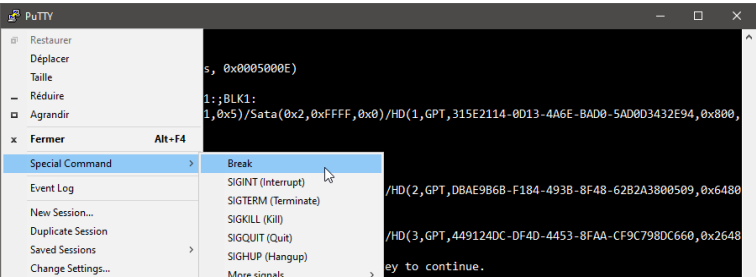 PuTTY
Restaurer
Déplacer
Taille
Réduire
Agrandir
Fermer Alt+F4
Special Command
Event Log
New Session...
Duplicate Session
Saved Sessions
Change Settings...
Break
SIGINT (Interrupt)
SIGTERM (Terminate)
SIGKILL (Kill)
SIGQUIT (Quit)
SIGHUP (Hangup)
More signals
s, 0x0005000E)
1:;BLK1:
1,0x5)/Sata(0x2,0xFFFF,0x0)/HD(1,GPT,315E2114-0D13-4A6E-BAD0-5AD0D3432E94,0x800,
/HD(2,GPT,DBAE9B6B-F184-493B-8F48-62B2A3800509,0x6480
/HD(3,GPT,449124DC-DF4D-4453-8FAA-CF9C798DC660,0x2648
ey to continue.